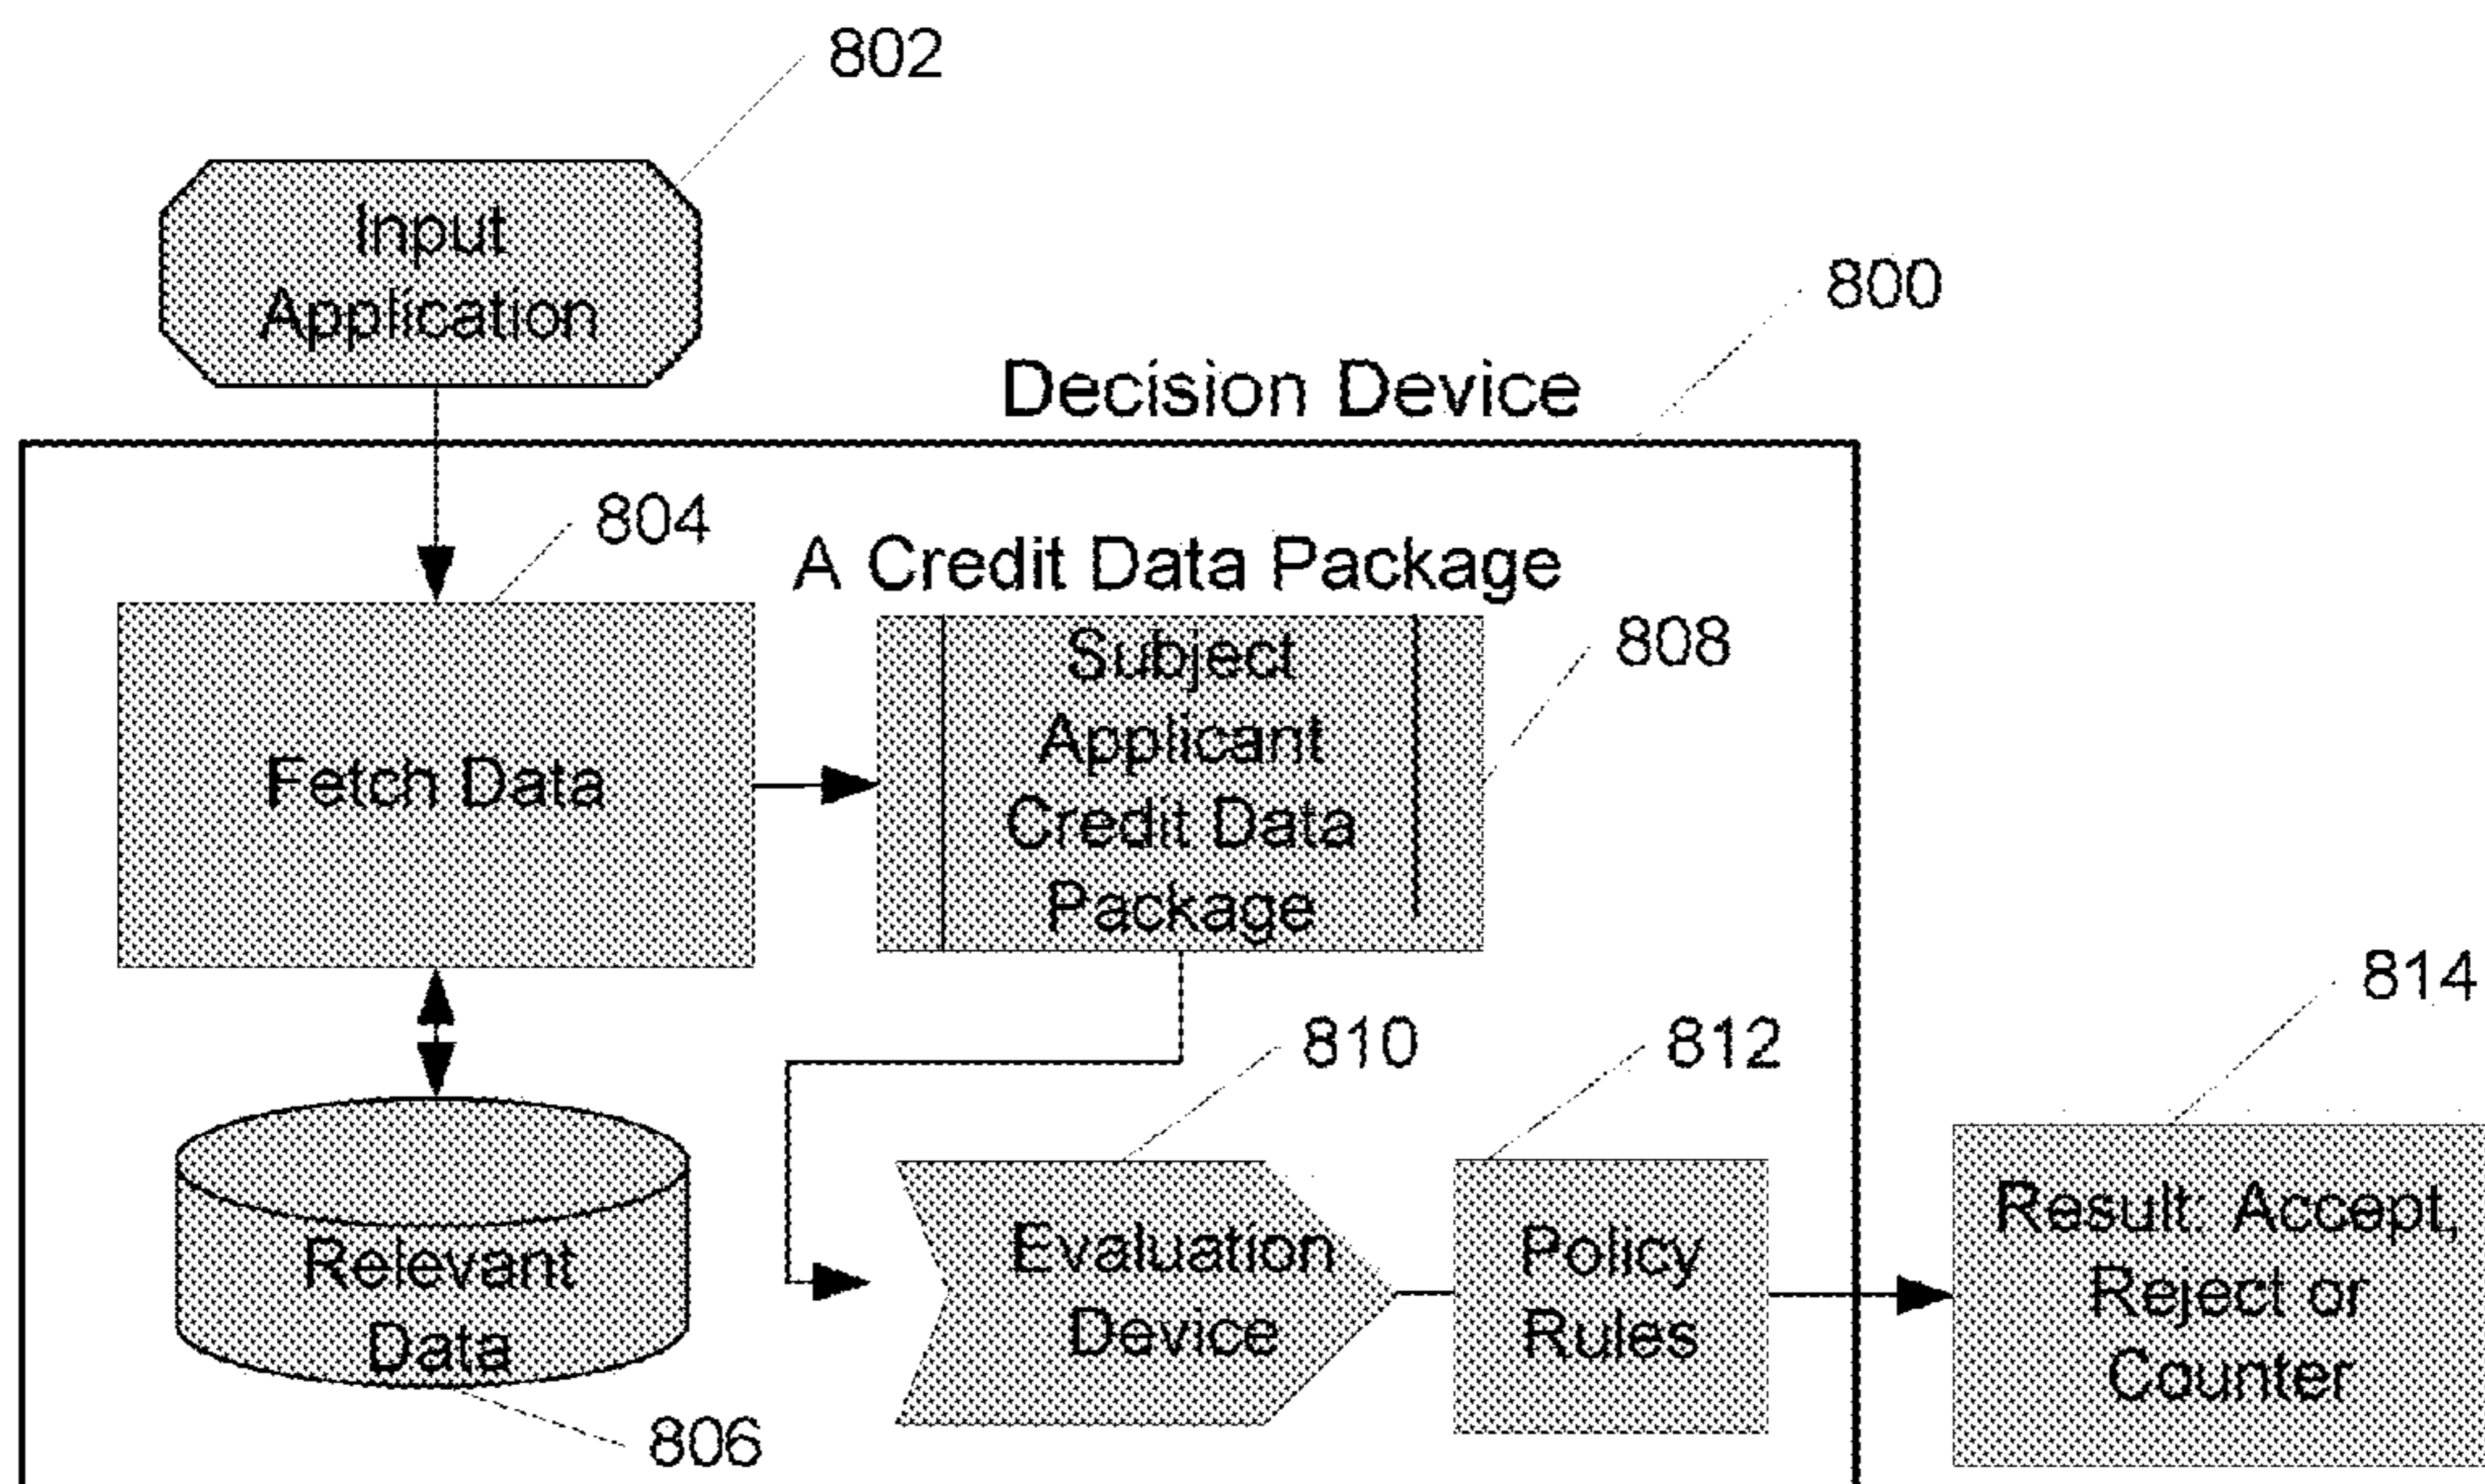 802
Input
Application
800
Decision Device
804
A Credit Data Package
Fetch Data
Subject
Applicant
Credit Data
Package
808
Relevant
Data
806
810
Evaluation
Device
812
Policy
Rules
814
Result: Accept,
Reject or
Counter